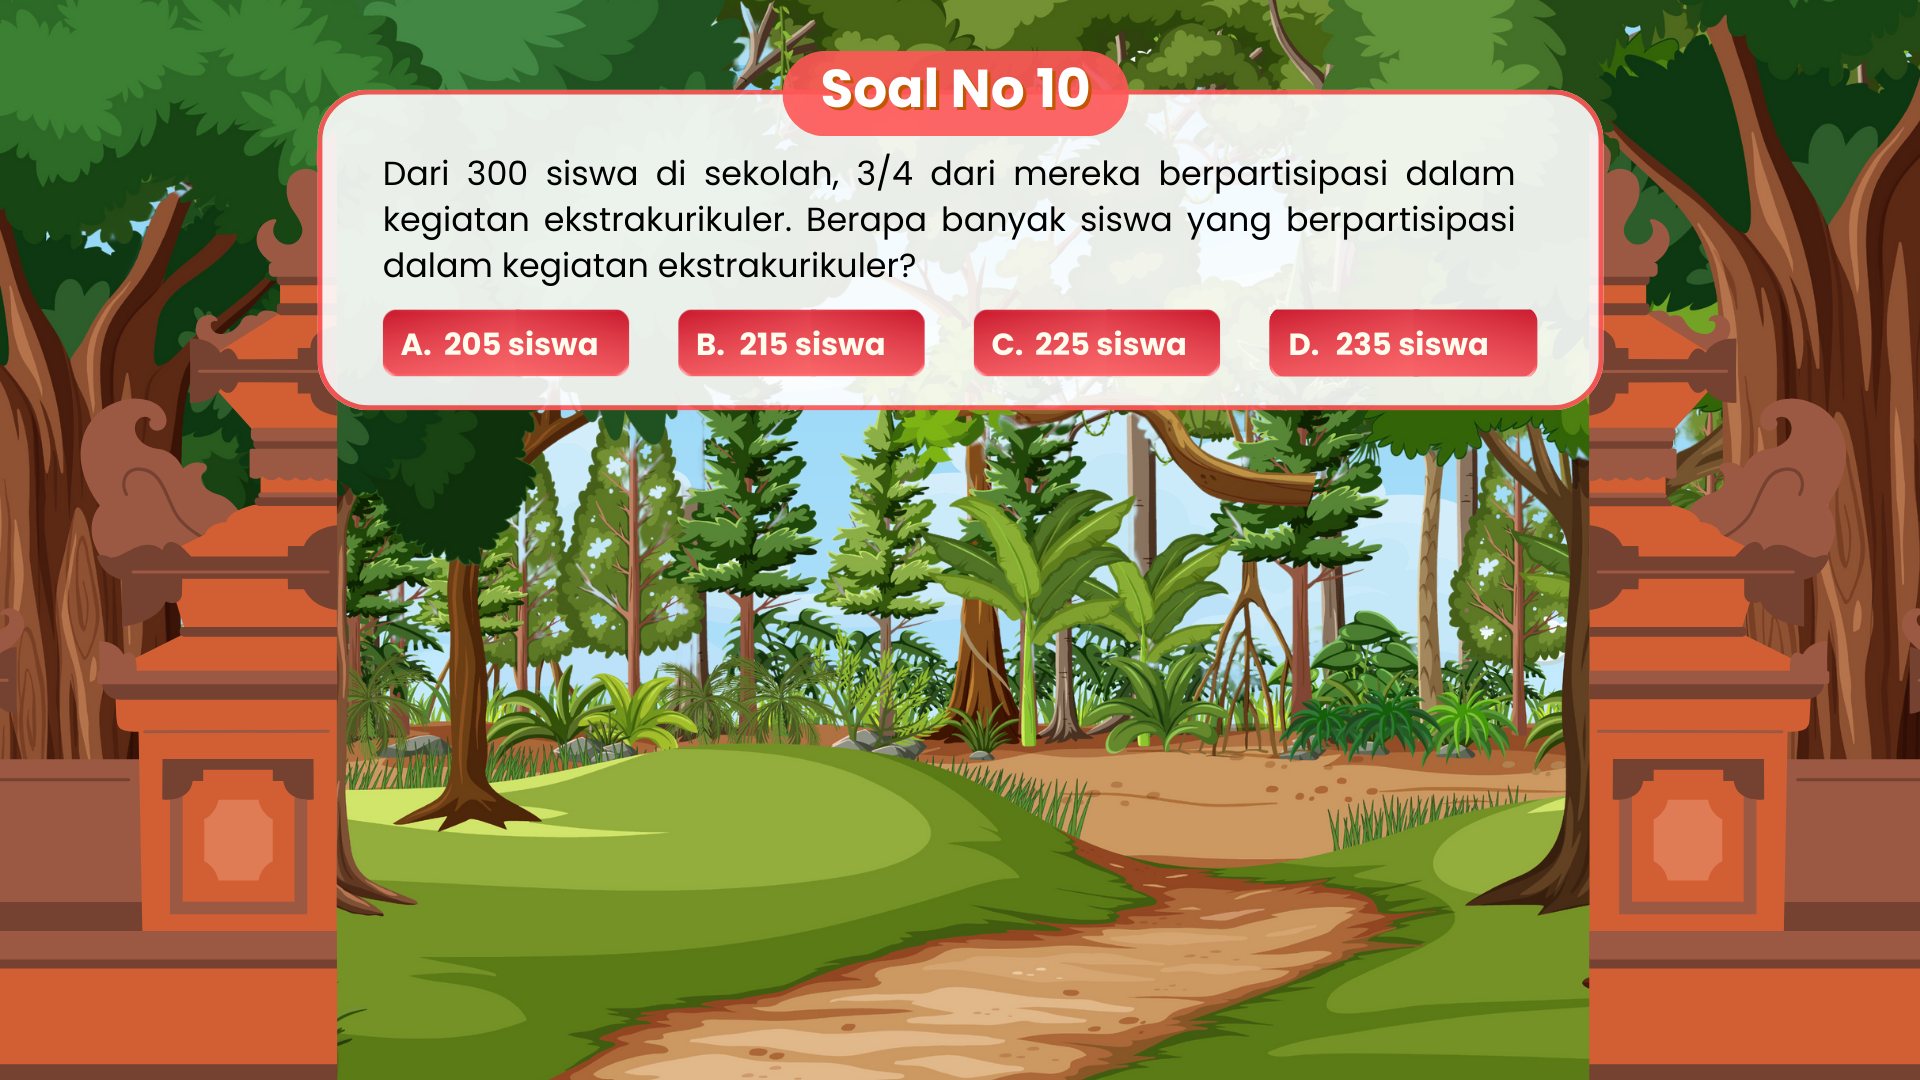 Soal No 10
Dari 300 siswa di sekolah, 3/4 dari mereka berpartisipasi dalam
kegiatan ekstrakurikuler. Berapa banyak siswa yang berpartisipasi
dalam kegiatan ekstrakurikuler?
A. 205 siswa
B. 215 siswa
C. 225 siswa
D. 235 siswa